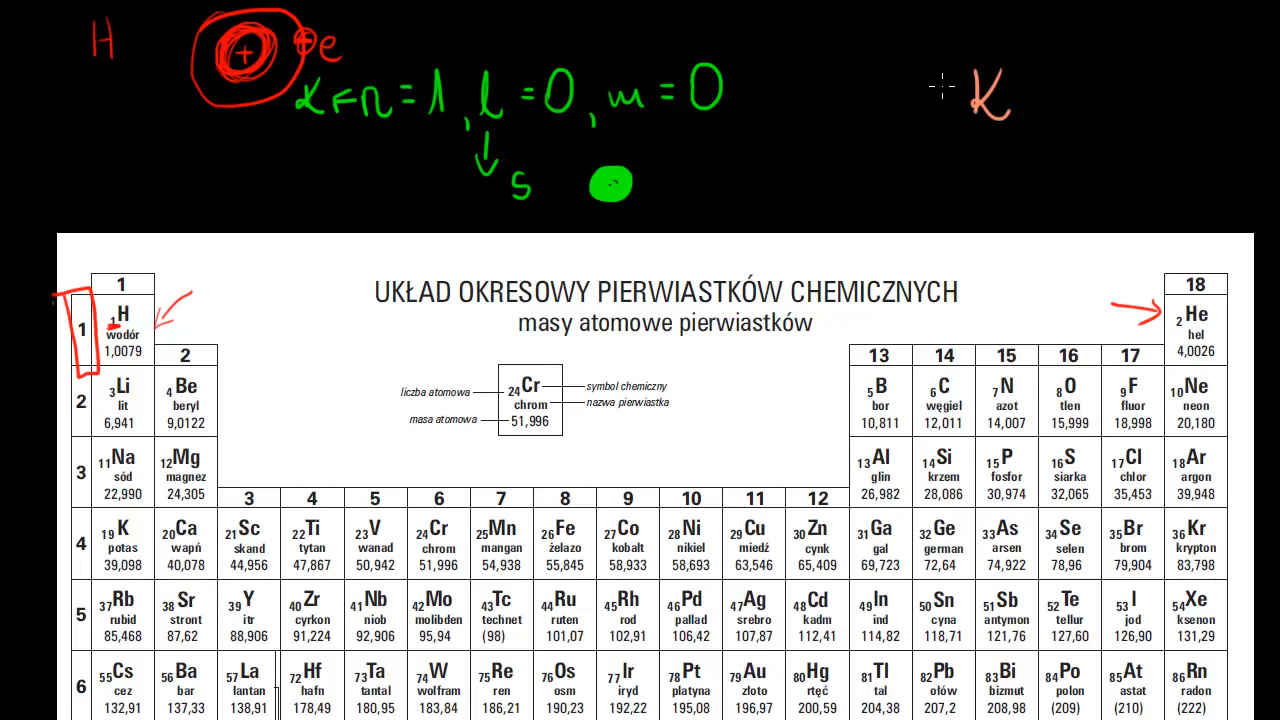 H + e K
K n = 1, l = 0, m = 0
s
1 18
UKŁAD OKRESOWY PIERWIASTKÓW CHEMICZNYCH
masy atomowe pierwiastków
1 1H 2He
wodór hel
1,0079 4,0026
2 13 14 15 16 17
liczba atomowa 24Cr symbol chemiczny
chrom nazwa pierwiastka
masa atomowa 51,996
2 3Li 4Be 5B 6C 7N 8O 9F 10Ne
lit beryl bor węgiel azot tlen fluor neon
6,941 9,0122 10,811 12,011 14,007 15,999 18,998 20,180
3 11Na 12Mg 13Al 14Si 15P 16S 17Cl 18Ar
sód magnez glin krzem fosfor siarka chlor argon
22,990 24,305 26,982 28,086 30,974 32,065 35,453 39,948
3 4 5 6 7 8 9 10 11 12
4 19K 20Ca 21Sc 22Ti 23V 24Cr 25Mn 26Fe 27Co 28Ni 29Cu 30Zn 31Ga 32Ge 33As 34Se 35Br 36Kr
potas wapń skand tytan wanad chrom mangan żelazo kobalt nikiel miedź cynk gal german arsen selen brom krypton
39,098 40,078 44,956 47,867 50,942 51,996 54,938 55,845 58,933 58,693 63,546 65,409 69,723 72,64 74,922 78,96 79,904 83,798
5 37Rb 38Sr 39Y 40Zr 41Nb 42Mo 43Tc 44Ru 45Rh 46Pd 47Ag 48Cd 49In 50Sn 51Sb 52Te 53I 54Xe
rubid stront itr cyrkon niob molibden technet ruten rod pallad srebro kadm ind cyna antymon tellur jod ksenon
85,468 87,62 88,906 91,224 92,906 95,94 (98) 101,07 102,91 106,42 107,87 112,41 114,82 118,71 121,76 127,60 126,90 131,29
6 55Cs 56Ba 57La 72Hf 73Ta 74W 75Re 76Os 77Ir 78Pt 79Au 80Hg 81Tl 82Pb 83Bi 84Po 85At 86Rn
cez bar lantan hafn tantal wolfram ren osm iryd platyna złoto rtęć tal ołów bizmut polon astat radon
132,91 137,33 138,91 178,49 180,95 183,84 186,21 190,23 192,22 195,08 196,97 200,59 204,38 207,2 208,98 (209) (210) (222)